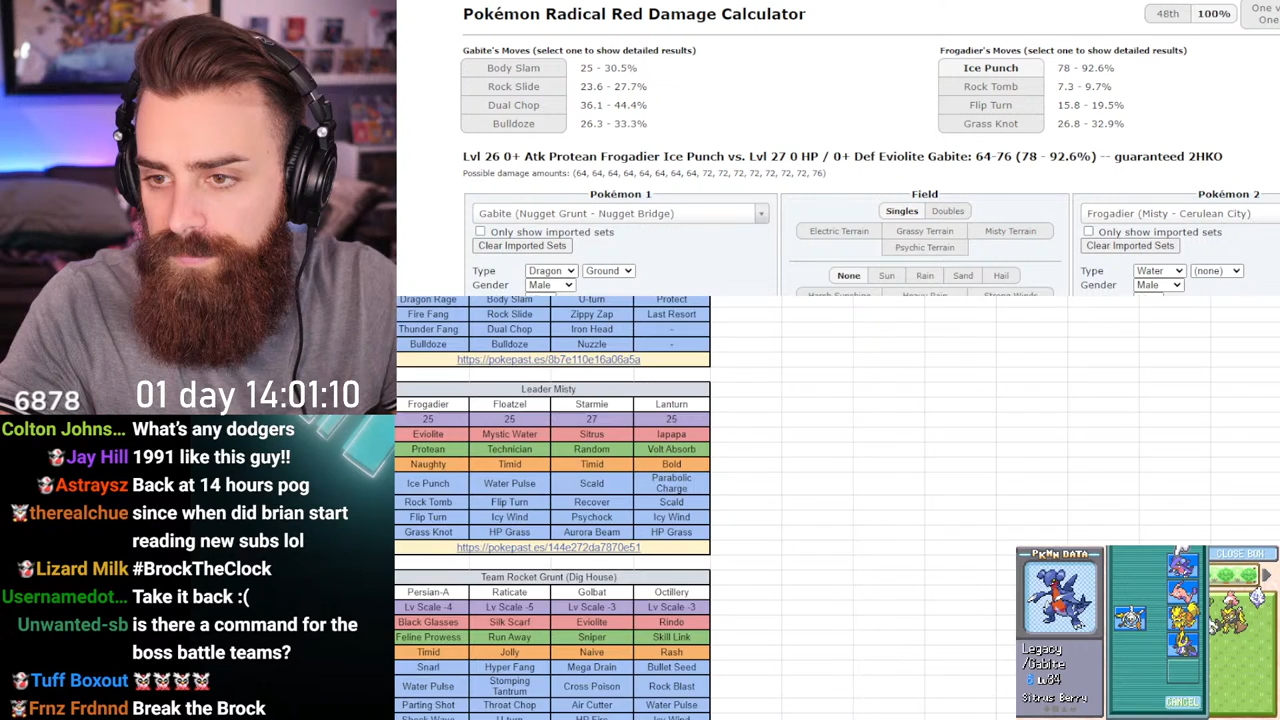 Pokémon Radical Red Damage Calculator
48th 100%
One v
One
Gabite's Moves (select one to show detailed results)
Body Slam 25 - 30.5%
Rock Slide 23.6 - 27.7%
Dual Chop 36.1 - 44.4%
Bulldoze 26.3 - 33.3%
Frogadier's Moves (select one to show detailed results)
Ice Punch 78 - 92.6%
Rock Tomb 7.3 - 9.7%
Flip Turn 15.8 - 19.5%
Grass Knot 26.8 - 32.9%
Lvl 26 0+ Atk Protean Frogadier Ice Punch vs. Lvl 27 0 HP / 0+ Def Eviolite Gabite: 64-76 (78 - 92.6%) -- guaranteed 2HKO
Possible damage amounts: (64, 64, 64, 64, 64, 64, 64, 64, 72, 72, 72, 72, 72, 72, 72, 76)
Pokémon 1
Gabite (Nugget Grunt - Nugget Bridge)
Only show imported sets
Clear Imported Sets
Type Dragon Ground
Gender Male
Field
Singles Doubles
Electric Terrain Grassy Terrain Misty Terrain
Psychic Terrain
None Sun Rain Sand Hail
Harsh Sunshine Heavy Rain Strong Winds
Pokémon 2
Frogadier (Misty - Cerulean City)
Only show imported sets
Clear Imported Sets
Type Water (none)
Gender Male
Dragon Rage Body Slam U-turn Protect
Fire Fang Rock Slide Zippy Zap Last Resort
Thunder Fang Dual Chop Iron Head -
Bulldoze Bulldoze Nuzzle -
https://pokepast.es/8b7e110e16a06a5a
Leader Misty
Frogadier Floatzel Starmie Lanturn
25 25 27 25
Eviolite Mystic Water Sitrus Iapapa
Protean Technician Random Volt Absorb
Naughty Timid Timid Bold
Ice Punch Water Pulse Scald Parabolic Charge
Rock Tomb Flip Turn Recover Scald
Flip Turn Icy Wind Psychock Icy Wind
Grass Knot HP Grass Aurora Beam HP Grass
https://pokepast.es/144e272da7870e51
Team Rocket Grunt (Dig House)
Persian-A Raticate Golbat Octillery
Lv Scale -4 Lv Scale -5 Lv Scale -3 Lv Scale -3
Black Glasses Silk Scarf Eviolite Rindo
Feline Prowess Run Away Sniper Skill Link
Timid Jolly Naive Rash
Snarl Hyper Fang Mega Drain Bullet Seed
Water Pulse Stomping Tantrum Cross Poison Rock Blast
Parting Shot Throat Chop Air Cutter Water Pulse
Shock Wave U-turn HP Fire Icy Wind
6878 01 day 14:01:10
Colton Johns... What's any dodgers
Jay Hill 1991 like this guy!!
Astraysz Back at 14 hours pog
therealchue since when did brian start
reading new subs lol
Lizard Milk #BrockTheClock
Usernamedot... Take it back :(
Unwanted-sb is there a command for the
boss battle teams?
Tuff Boxout
Frnz Frdnnd Break the Brock
PKMN DATA
Legacy
/Gabite
Lv34
Sitrus Berry
CLOSE BOX
CANCEL